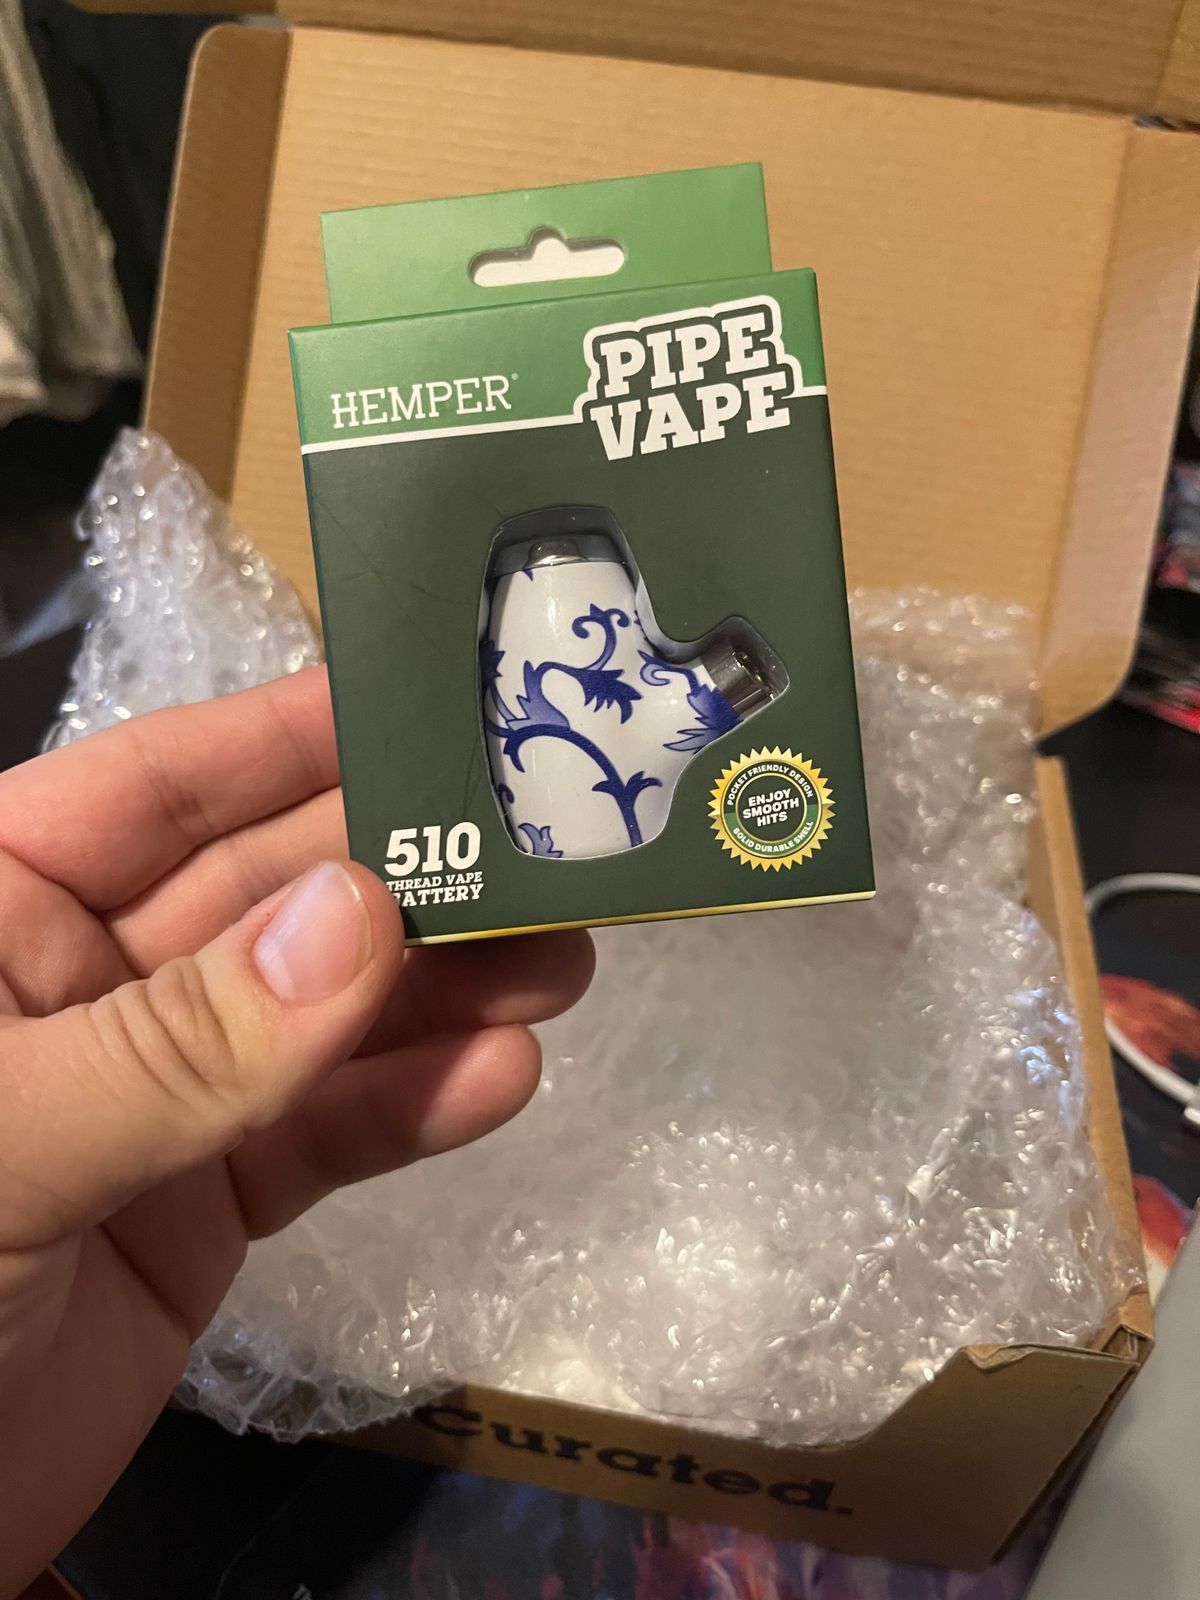 HEMPER®
PIPE
VAPE
510
THREAD VAPE
BATTERY
POCKET FRIENDLY DESIGN
ENJOY
SMOOTH
HITS
SOLID DURABLE SHELL
Curated.